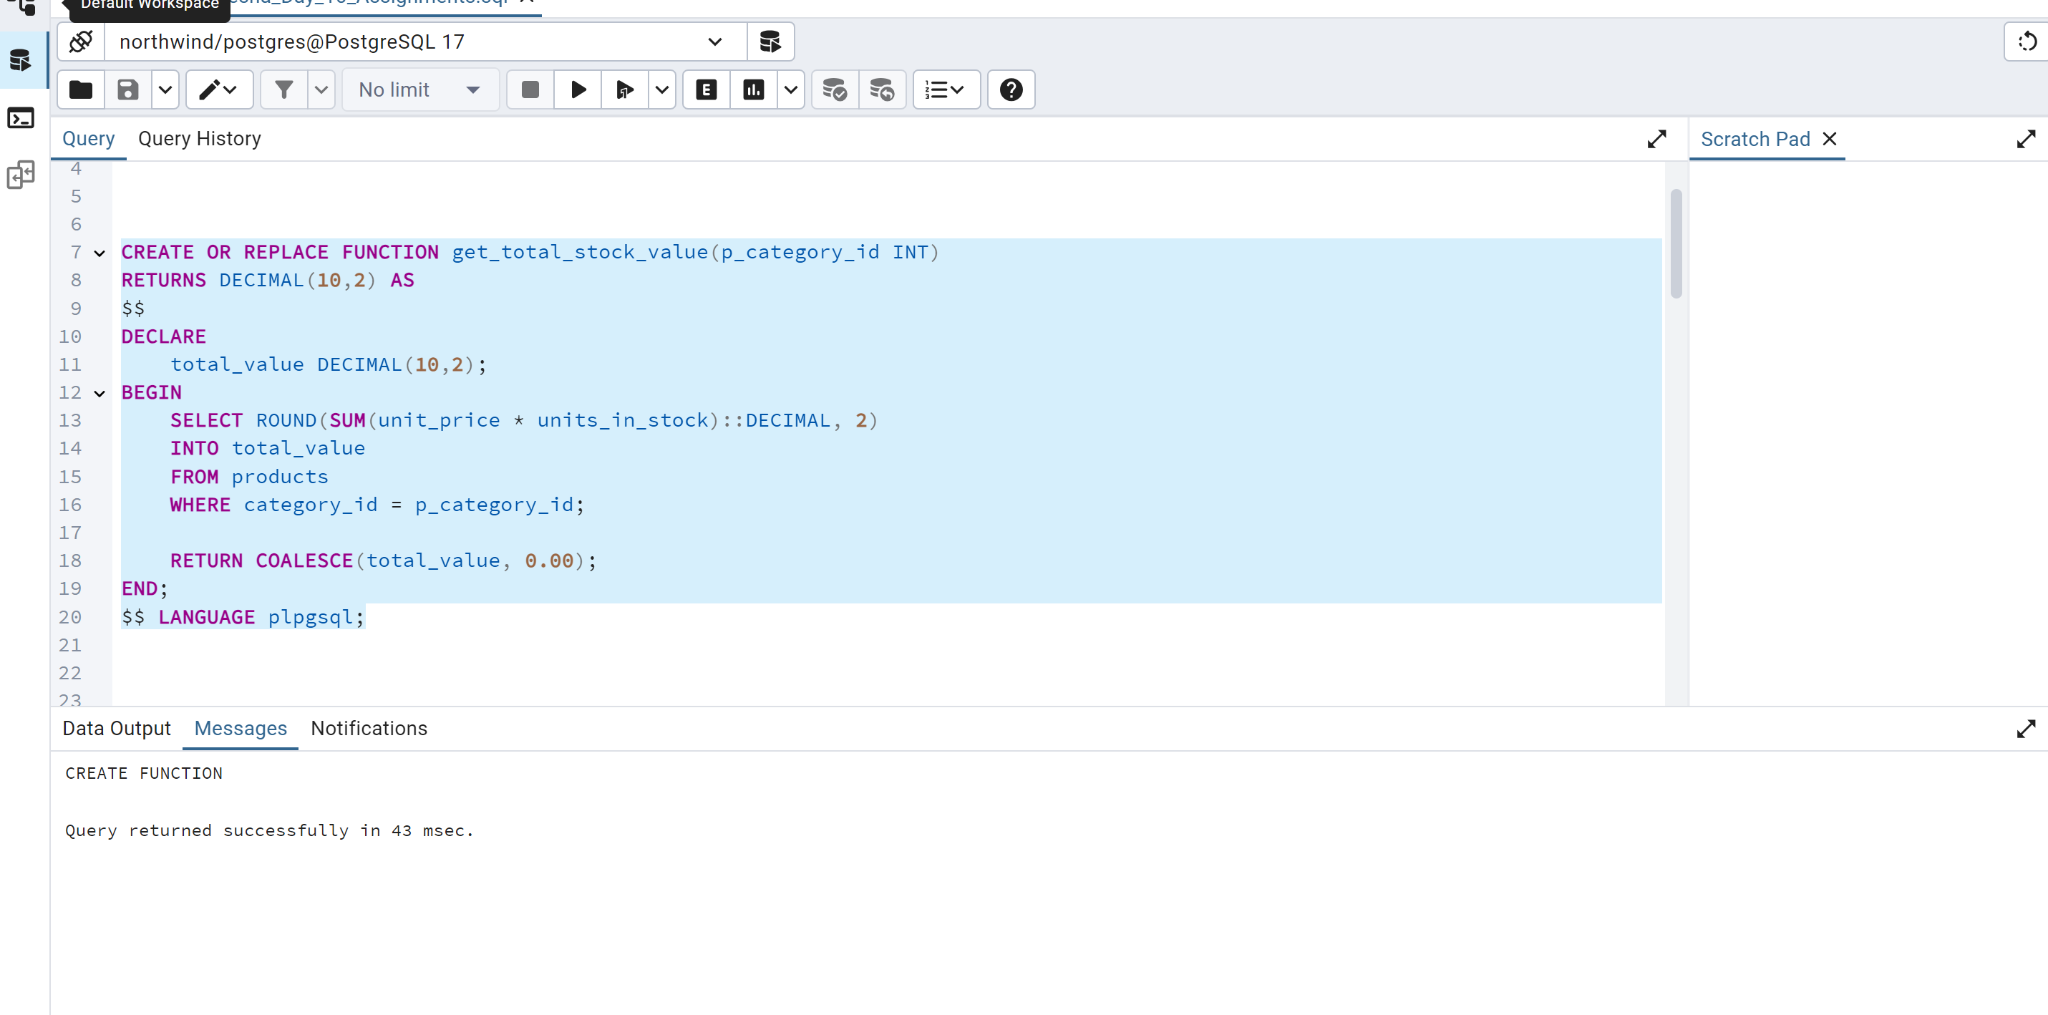 Default Workspace
northwind/postgres@PostgreSQL 17
No limit
E
Query
Query History
Scratch Pad
4
5
6
7 CREATE OR REPLACE FUNCTION get_total_stock_value(p_category_id INT)
8 RETURNS DECIMAL(10,2) AS
9 $$
10 DECLARE
11 total_value DECIMAL(10,2);
12 BEGIN
13 SELECT ROUND(SUM(unit_price * units_in_stock)::DECIMAL, 2)
14 INTO total_value
15 FROM products
16 WHERE category_id = p_category_id;
17
18 RETURN COALESCE(total_value, 0.00);
19 END;
20 $$ LANGUAGE plpgsql;
21
22
23
Data Output
Messages
Notifications
CREATE FUNCTION
Query returned successfully in 43 msec.